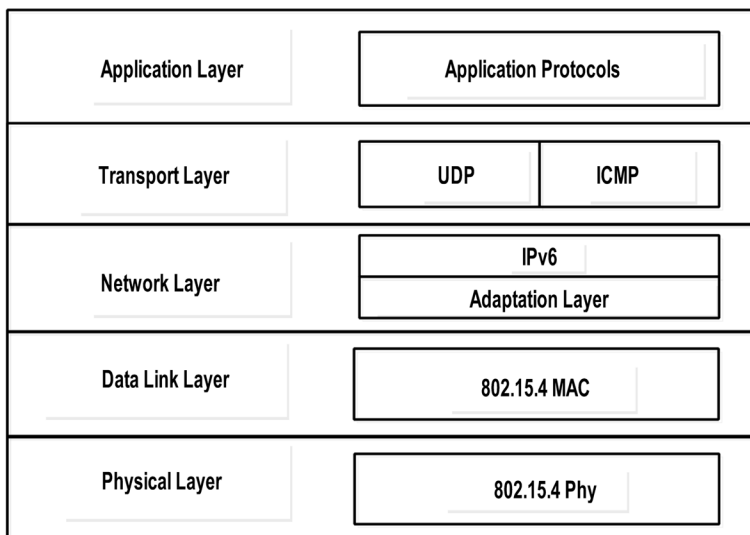 Application Layer
Application Protocols
Transport Layer
UDP
ICMP
Network Layer
IPv6
Adaptation Layer
Data Link Layer
802.15.4 MAC
Physical Layer
802.15.4 Phy